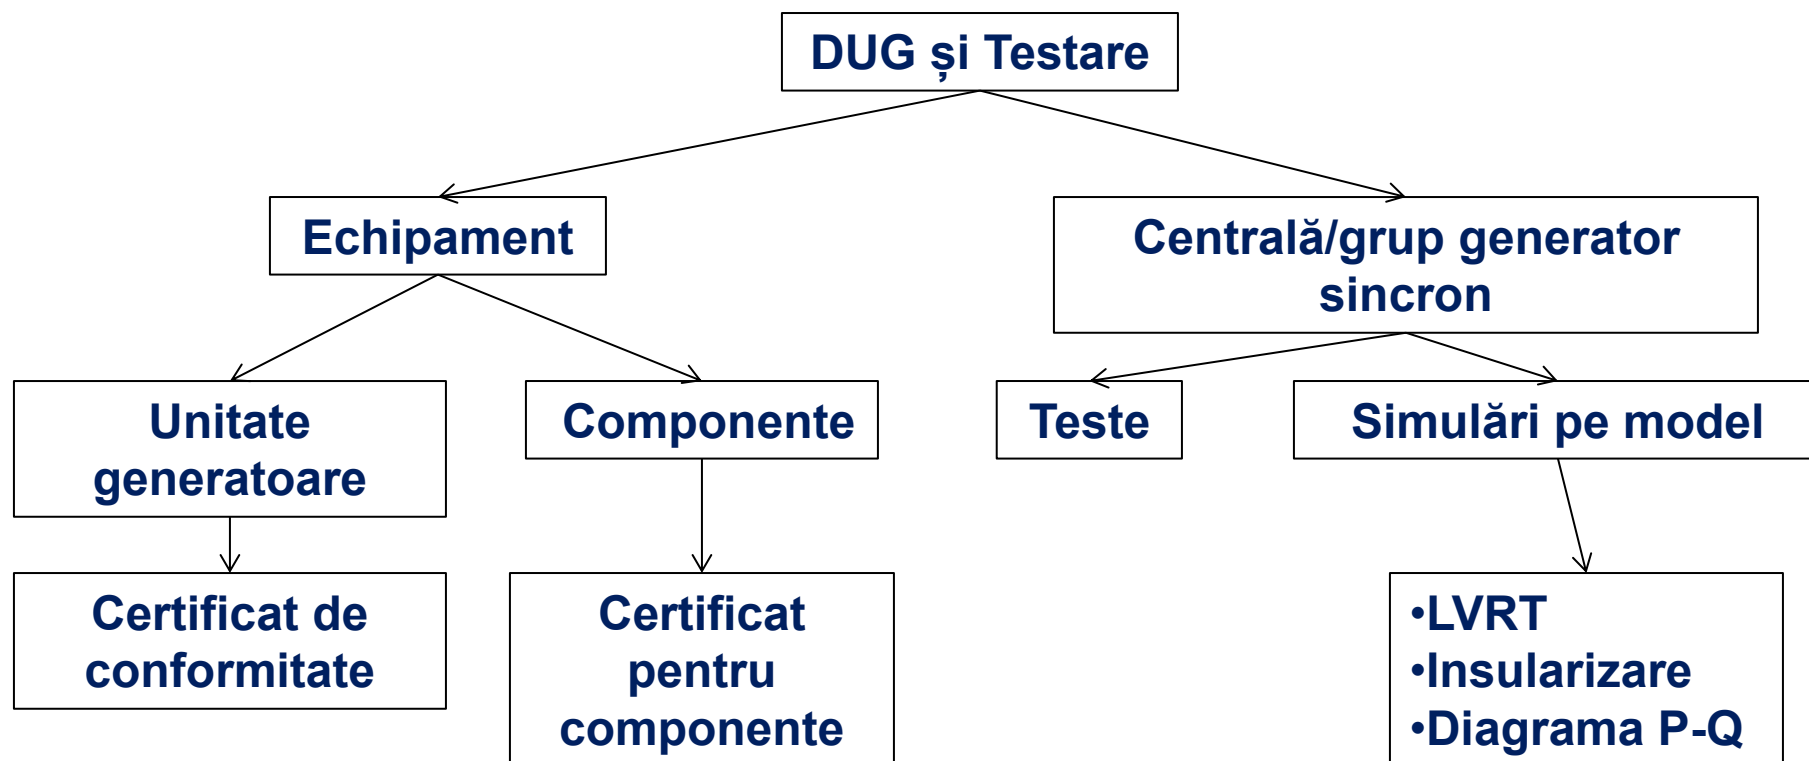 DUG și Testare
Echipament
Centrală/grup generator
sincron
Unitate
generatoare
Componente
Teste
Simulări pe model
Certificat de
conformitate
Certificat
pentru
componente
•LVRT
•Insularizare
•Diagrama P-Q